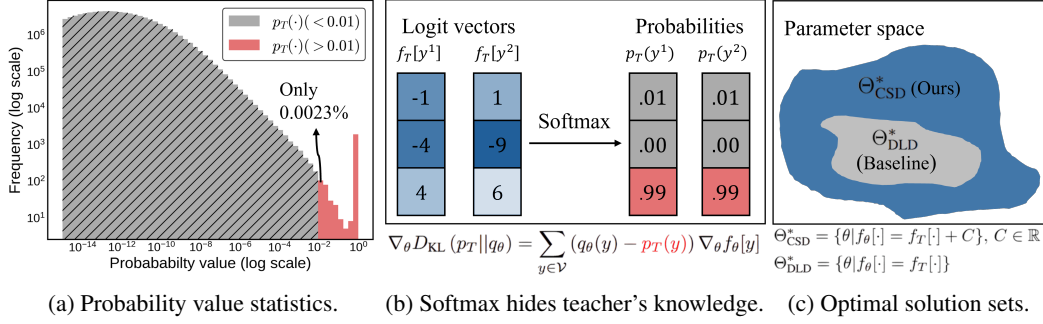 Frequency (log scale)
10^6
10^5
10^4
10^3
10^2
10^1
10^-14
10^-12
10^-10
10^-8
10^-6
10^-4
10^-2
10^0
Probabablity value (log scale)
p_T(·)(<0.01)
p_T(·)(>0.01)
Only
0.0023%
(a) Probability value statistics.
Logit vectors
f_T[y^1] f_T[y^2]
-1 1
-4 -9
4 6
Softmax
Probabilities
p_T(y^1) p_T(y^2)
.01 .01
.00 .00
.99 .99
∇_θ D_KL (p_T||q_θ) = ∑_{y∈𝒱} (q_θ(y) − p_T(y)) ∇_θ f_θ[y]
(b) Softmax hides teacher's knowledge.
Parameter space
Θ*_CSD (Ours)
Θ*_DLD
(Baseline)
Θ*_CSD = {θ|f_θ[·] = f_T[·] + C}, C ∈ ℝ
Θ*_DLD = {θ|f_θ[·] = f_T[·]}
(c) Optimal solution sets.